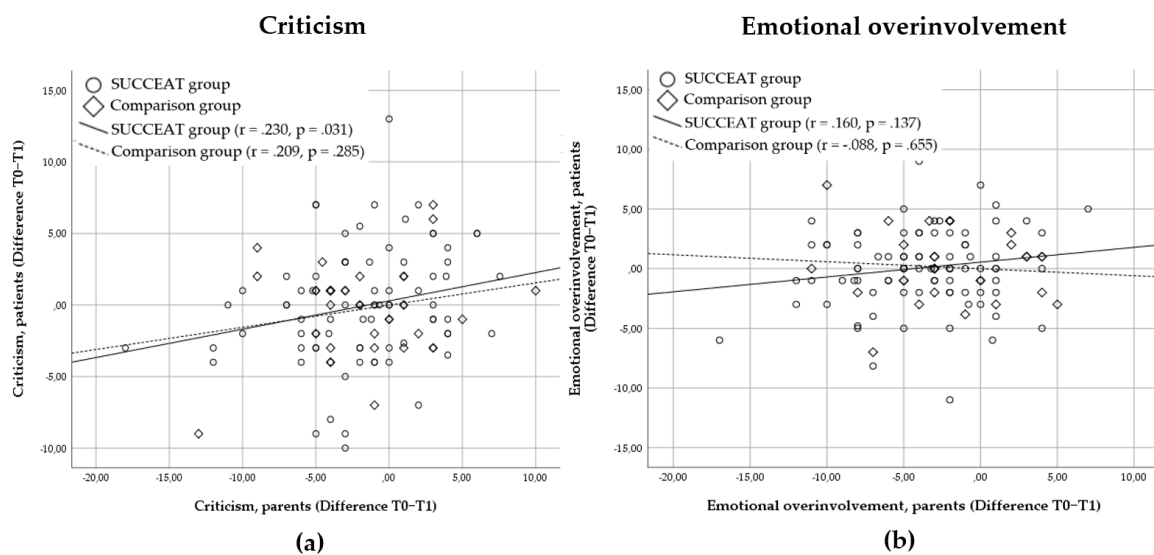 Criticism
SUCCEAT group
Comparison group
SUCCEAT group (r = .230, p = .031)
Comparison group (r = .209, p = .285)
Criticism, patients (Difference T0−T1)
15,00
10,00
5,00
,00
-5,00
-10,00
-20,00 -15,00 -10,00 -5,00 ,00 5,00 10,00
Criticism, parents (Difference T0−T1)
(a)
Emotional overinvolvement
SUCCEAT group
Comparison group
SUCCEAT group (r = .160, p = .137)
Comparison group (r = -.088, p = .655)
Emotional overinvolvement, patients
(Difference T0−T1)
15,00
10,00
5,00
,00
-5,00
-10,00
-15,00
-20,00 -15,00 -10,00 -5,00 ,00 5,00 10,00
Emotional overinvolvement, parents (Difference T0−T1)
(b)